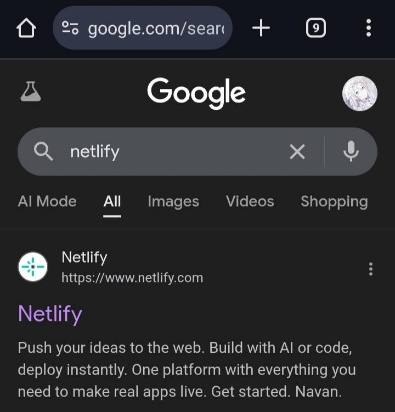 google.com/sear
9
Google
netlify
AI Mode All Images Videos Shopping
Netlify
https://www.netlify.com
Netlify
Push your ideas to the web. Build with AI or code,
deploy instantly. One platform with everything you
need to make real apps live. Get started. Navan.